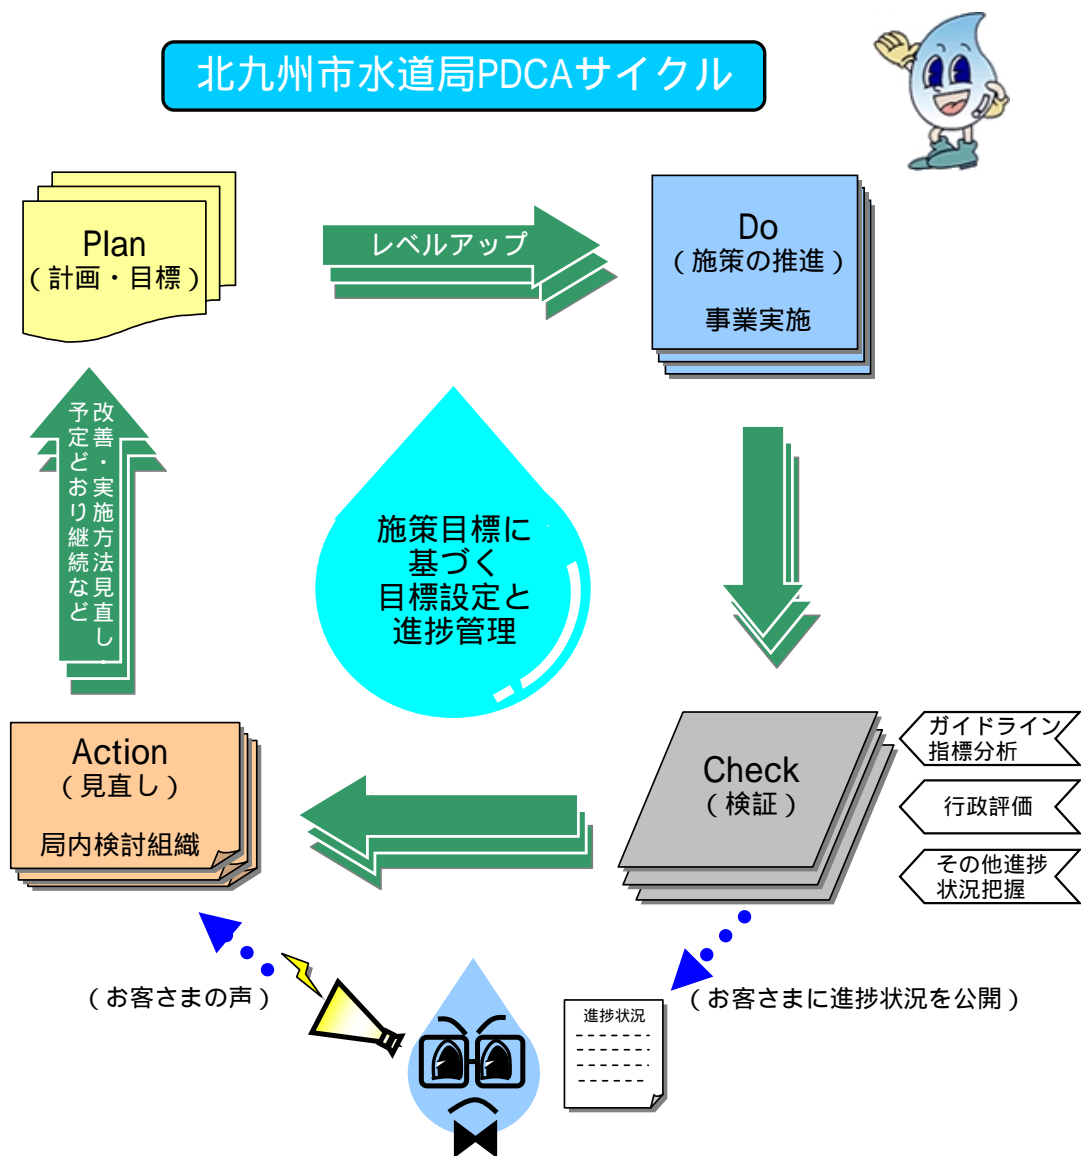 北九州市水道局PDCAサイクル
Plan
（計画・目標）
レベルアップ
Do
（施策の推進）
事業実施
改善・実施方法見直し・
予定どおり継続など
施策目標に
基づく
目標設定と
進捗管理
Action
（見直し）
局内検討組織
Check
（検証）
ガイドライン
指標分析
行政評価
その他進捗
状況把握
（お客さまの声）
（お客さまに進捗状況を公開）
進捗状況